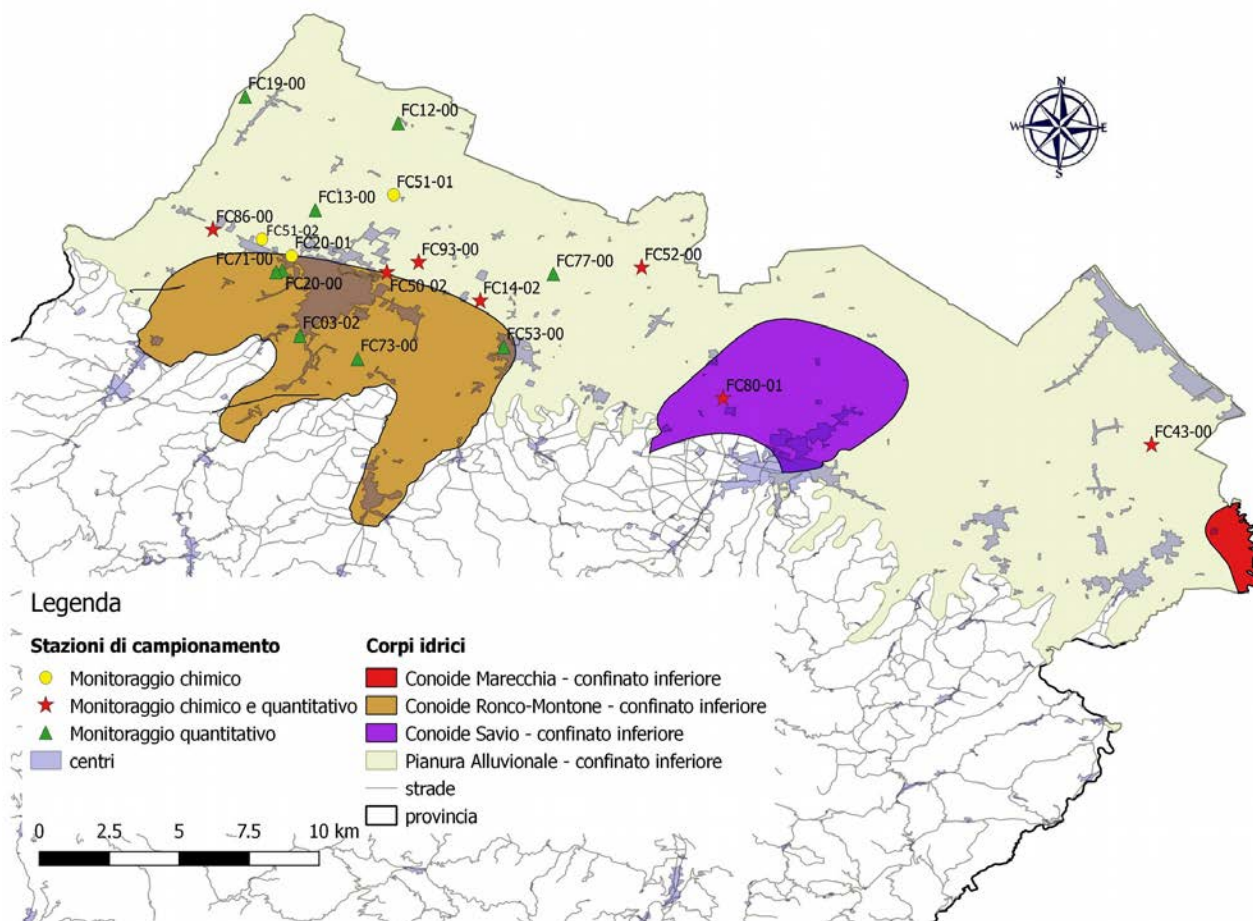 FC19-00
FC12-00
N
W
E
S
FC51-01
FC13-00
FC86-00
FC51-02
FC20-01
FC93-00
FC52-00
FC71-00
FC77-00
FC20-00
FC50-02
FC14-02
FC03-02
FC53-00
FC73-00
FC80-01
FC43-00
Legenda
Stazioni di campionamento
Monitoraggio chimico
Monitoraggio chimico e quantitativo
Monitoraggio quantitativo
centri
0 2.5 5 7.5 10 km
Corpi idrici
Conoide Marecchia - confinato inferiore
Conoide Ronco-Montone - confinato inferiore
Conoide Savio - confinato inferiore
Pianura Alluvionale - confinato inferiore
strade
provincia